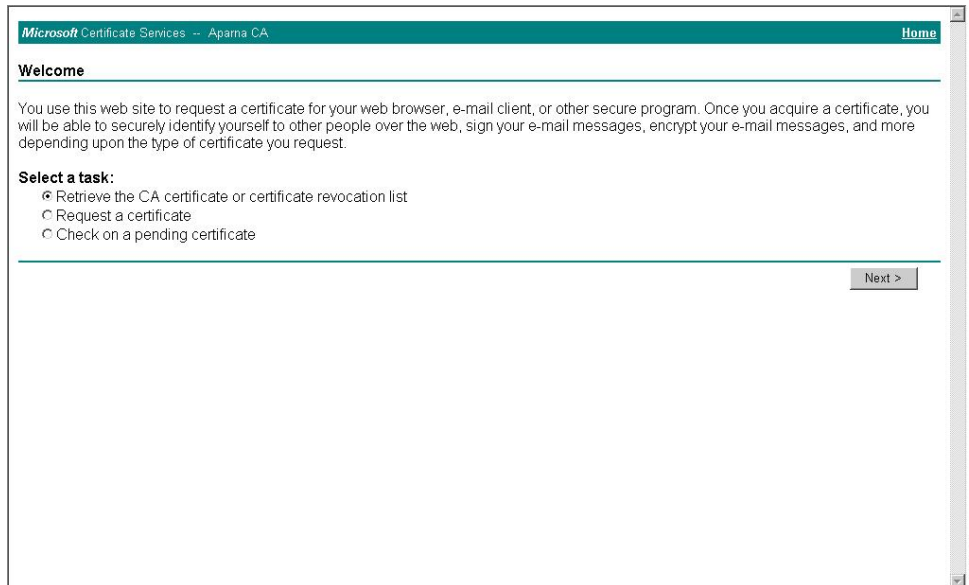 Microsoft Certificate Services -- Aparna CA Home
Welcome
You use this web site to request a certificate for your web browser, e-mail client, or other secure program. Once you acquire a certificate, you
will be able to securely identify yourself to other people over the web, sign your e-mail messages, encrypt your e-mail messages, and more
depending upon the type of certificate you request.
Select a task:
Retrieve the CA certificate or certificate revocation list
Request a certificate
Check on a pending certificate
Next >